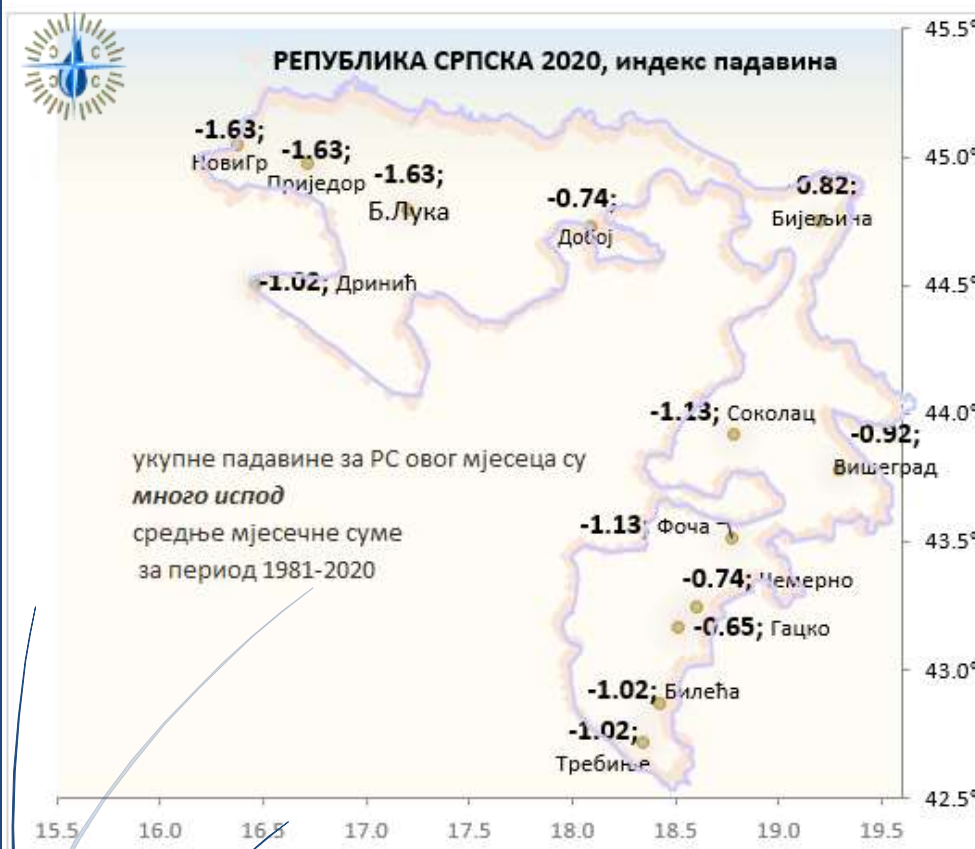 РЕПУБЛИКА СРПСКА 2020, индекс падавина
45.5°
-1.63;
НовиГр
-1.63;
Приједор
-1.63;
Б.Лука
-0.74;
Добој
0.82;
Бијељина
45.0°
-1.02; Дринић
44.5°
-1.13; Соколац
44.0°
-0.92;
Вишеград
укупне падавине за РС овог мјесеца су
много испод
средње мјесечне суме
за период 1981-2020
-1.13; Фоча
43.5°
-0.74; Чемерно
-0.65; Гацко
43.0°
-1.02; Билећа
-1.02;
Требиње
42.5°
15.5 16.0 16.5 17.0 17.5 18.0 18.5 19.0 19.5